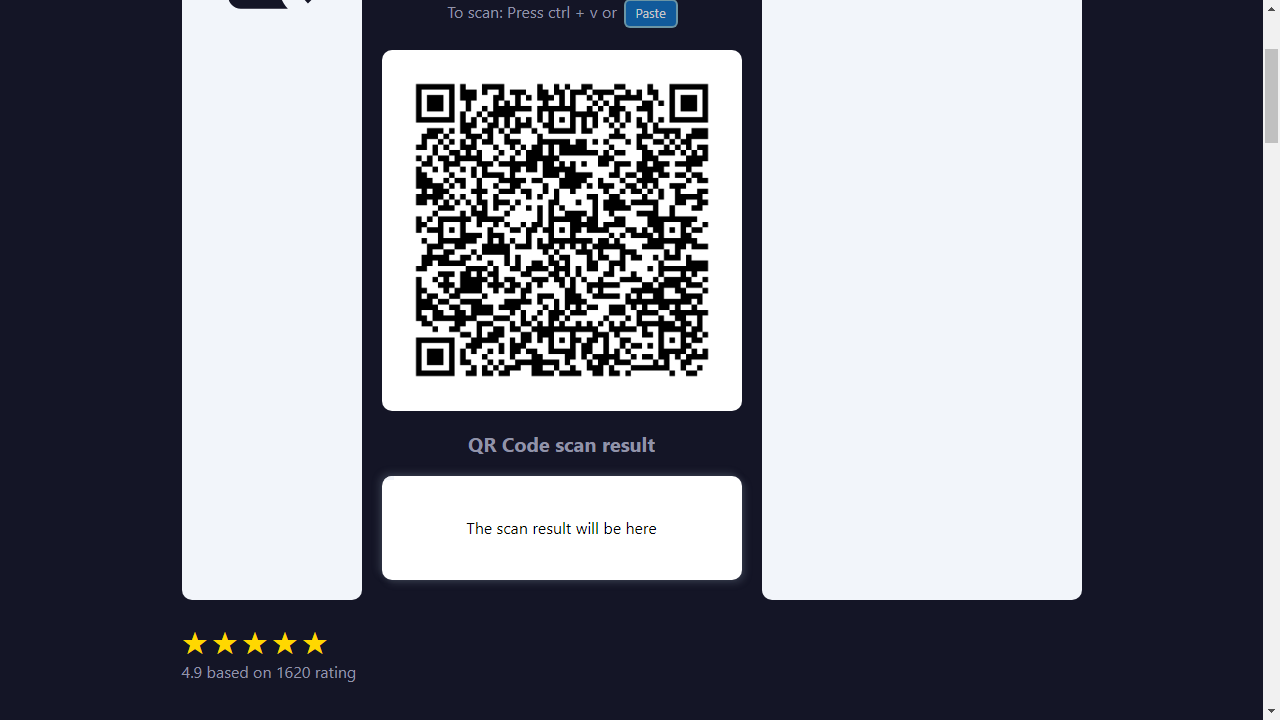 To scan: Press ctrl + v or Paste
QR Code scan result
The scan result will be here
4.9 based on 1620 rating